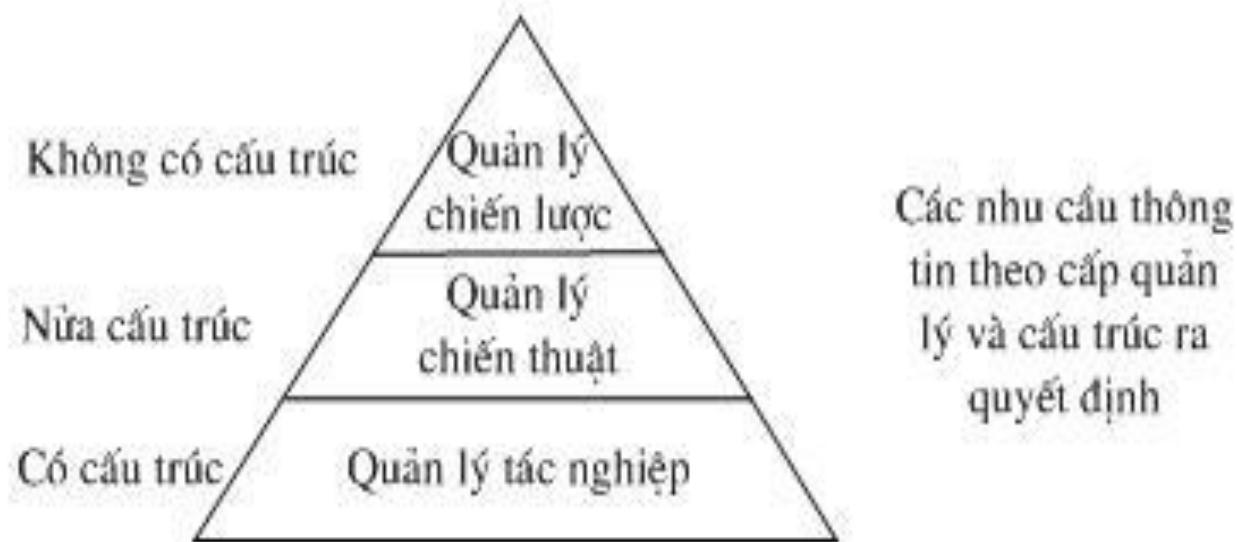 Không có cấu trúc
Quản lý
chiến lược
Nửa cấu trúc
Quản lý
chiến thuật
Có cấu trúc
Quản lý tác nghiệp
Các nhu cầu thông
tin theo cấp quản
lý và cấu trúc ra
quyết định